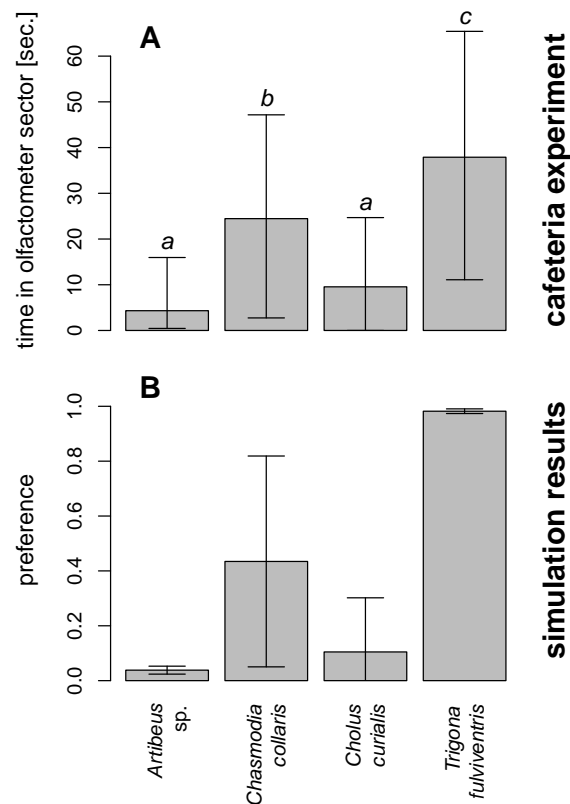 A
time in olfactometer sector [sec.]
60
50
40
30
20
10
0
a
b
a
c
cafeteria experiment
B
preference
1.0
0.8
0.6
0.4
0.2
0.0
simulation results
Artibeus
sp.
Chasmodia
collaris
Cholus
curialis
Trigona
fulviventris